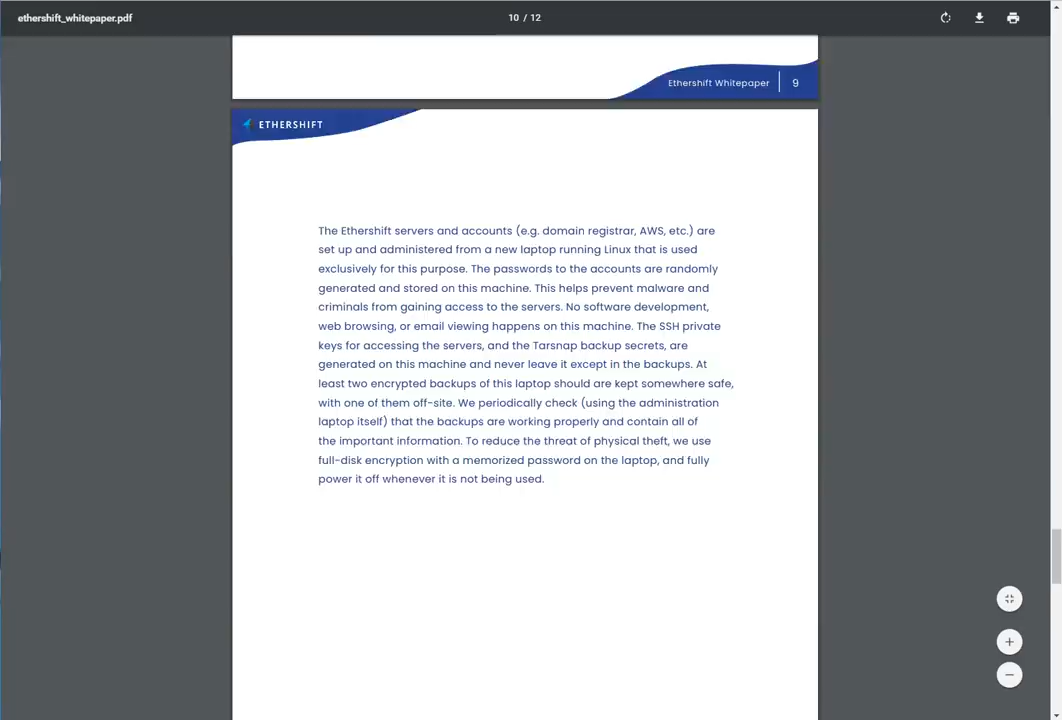 ethershift_whitepaper.pdf
10 / 12
Ethershift Whitepaper 9
ETHERSHIFT
The Ethershift servers and accounts (e.g. domain registrar, AWS, etc.) are
set up and administered from a new laptop running Linux that is used
exclusively for this purpose. The passwords to the accounts are randomly
generated and stored on this machine. This helps prevent malware and
criminals from gaining access to the servers. No software development,
web browsing, or email viewing happens on this machine. The SSH private
keys for accessing the servers, and the Tarsnap backup secrets, are
generated on this machine and never leave it except in the backups. At
least two encrypted backups of this laptop should are kept somewhere safe,
with one of them off-site. We periodically check (using the administration
laptop itself) that the backups are working properly and contain all of
the important information. To reduce the threat of physical theft, we use
full-disk encryption with a memorized password on the laptop, and fully
power it off whenever it is not being used.